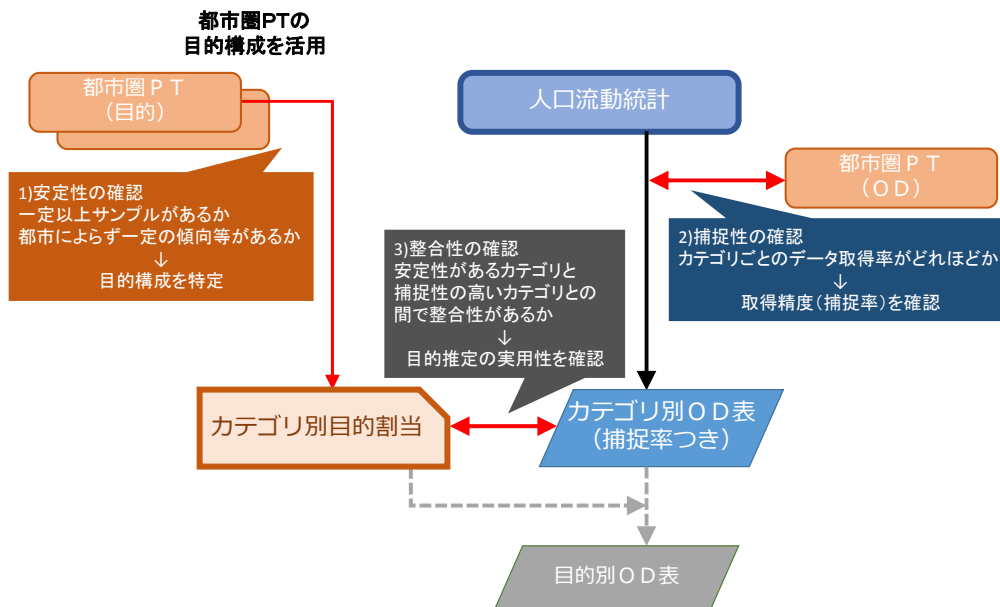 都市圏PTの
目的構成を活用
都市圏ＰＴ
（目的）
人口流動統計
都市圏ＰＴ
（ＯＤ）
1)安定性の確認
一定以上サンプルがあるか
都市によらず一定の傾向等があるか
↓
目的構成を特定
2)捕捉性の確認
カテゴリごとのデータ取得率がどれほどか
↓
取得精度(捕捉率)を確認
3)整合性の確認
安定性があるカテゴリと
捕捉性の高いカテゴリとの
間で整合性があるか
↓
目的推定の実用性を確認
カテゴリ別目的割当
カテゴリ別ＯＤ表
（捕捉率つき）
目的別ＯＤ表